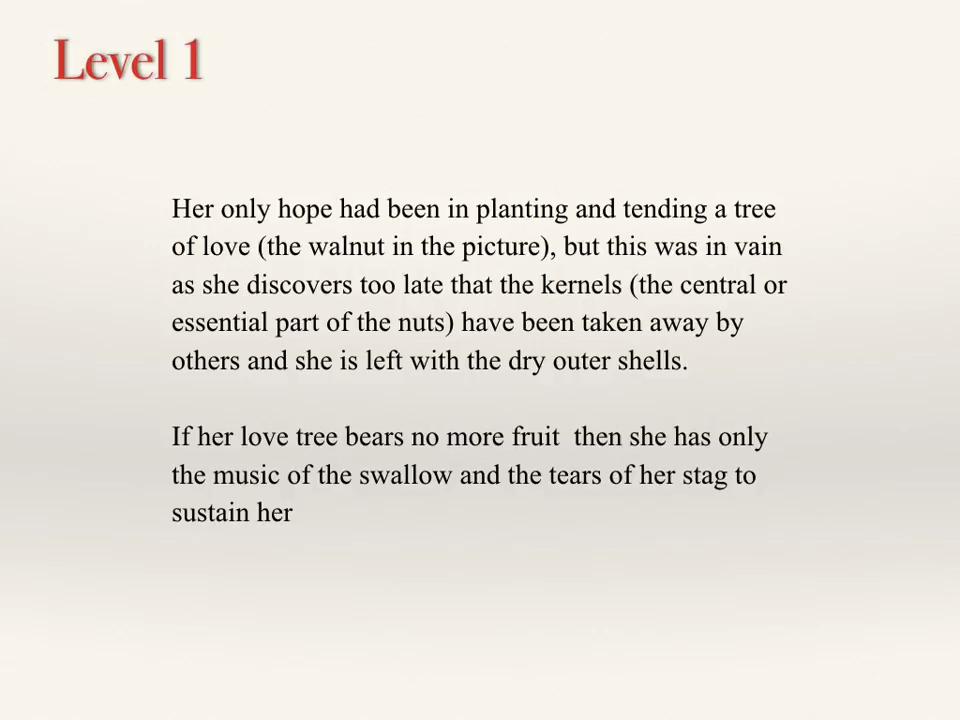 Level 1
Her only hope had been in planting and tending a tree
of love (the walnut in the picture), but this was in vain
as she discovers too late that the kernels (the central or
essential part of the nuts) have been taken away by
others and she is left with the dry outer shells.
If her love tree bears no more fruit  then she has only
the music of the swallow and the tears of her stag to
sustain her